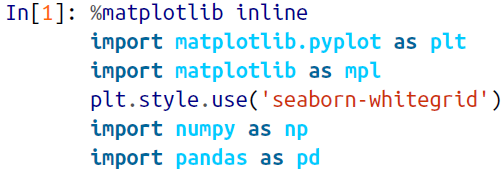 In[1]: %matplotlib inline
import matplotlib.pyplot as plt
import matplotlib as mpl
plt.style.use('seaborn-whitegrid')
import numpy as np
import pandas as pd